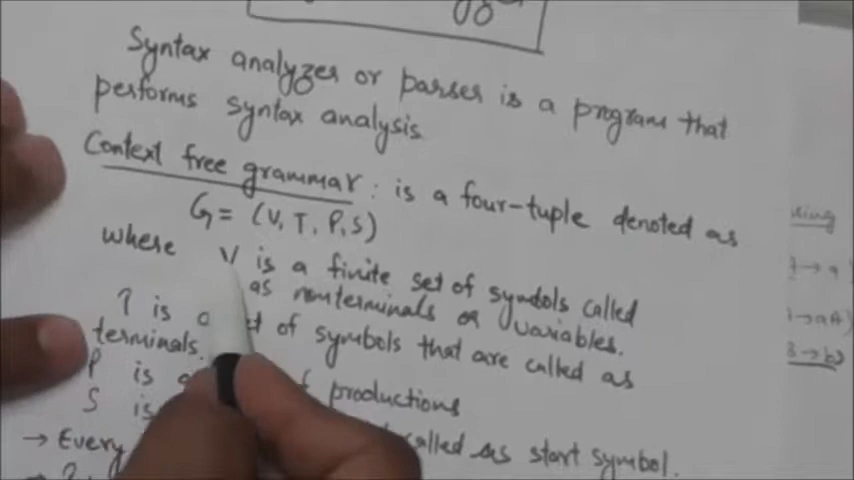 Syntax analyzer or parser is a program that
performs syntax analysis
Context free grammar : is a four-tuple denoted as
G = (V, T, P, S)
where V is a finite set of symbols called
as nonterminals or variables.
T is set of symbols that are called as
terminals.
P is productions
S is called as start symbol.
→ Every